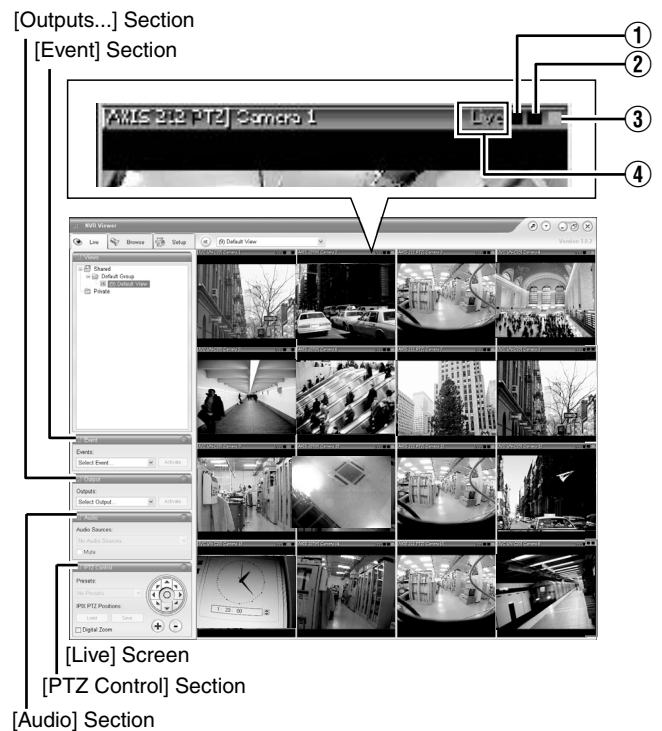 [Outputs...] Section
[Event] Section
①
②
[AXIS 212 PTZ] Camera 1 Live
③
④
NVR Viewer
Live Browse Setup (9) Default View
Views
Shared
Default Group
(9) Default View
Private
Event
Events:
Select Event... Activate
Output
Outputs:
Select Output... Activate
Audio
Audio Sources:
No Audio Sources
Mute
PTZ Control
Presets:
No Presets
IPIX PTZ Positions:
Load Save
Digital Zoom
1 : 20 : 00
[Live] Screen
[PTZ Control] Section
[Audio] Section